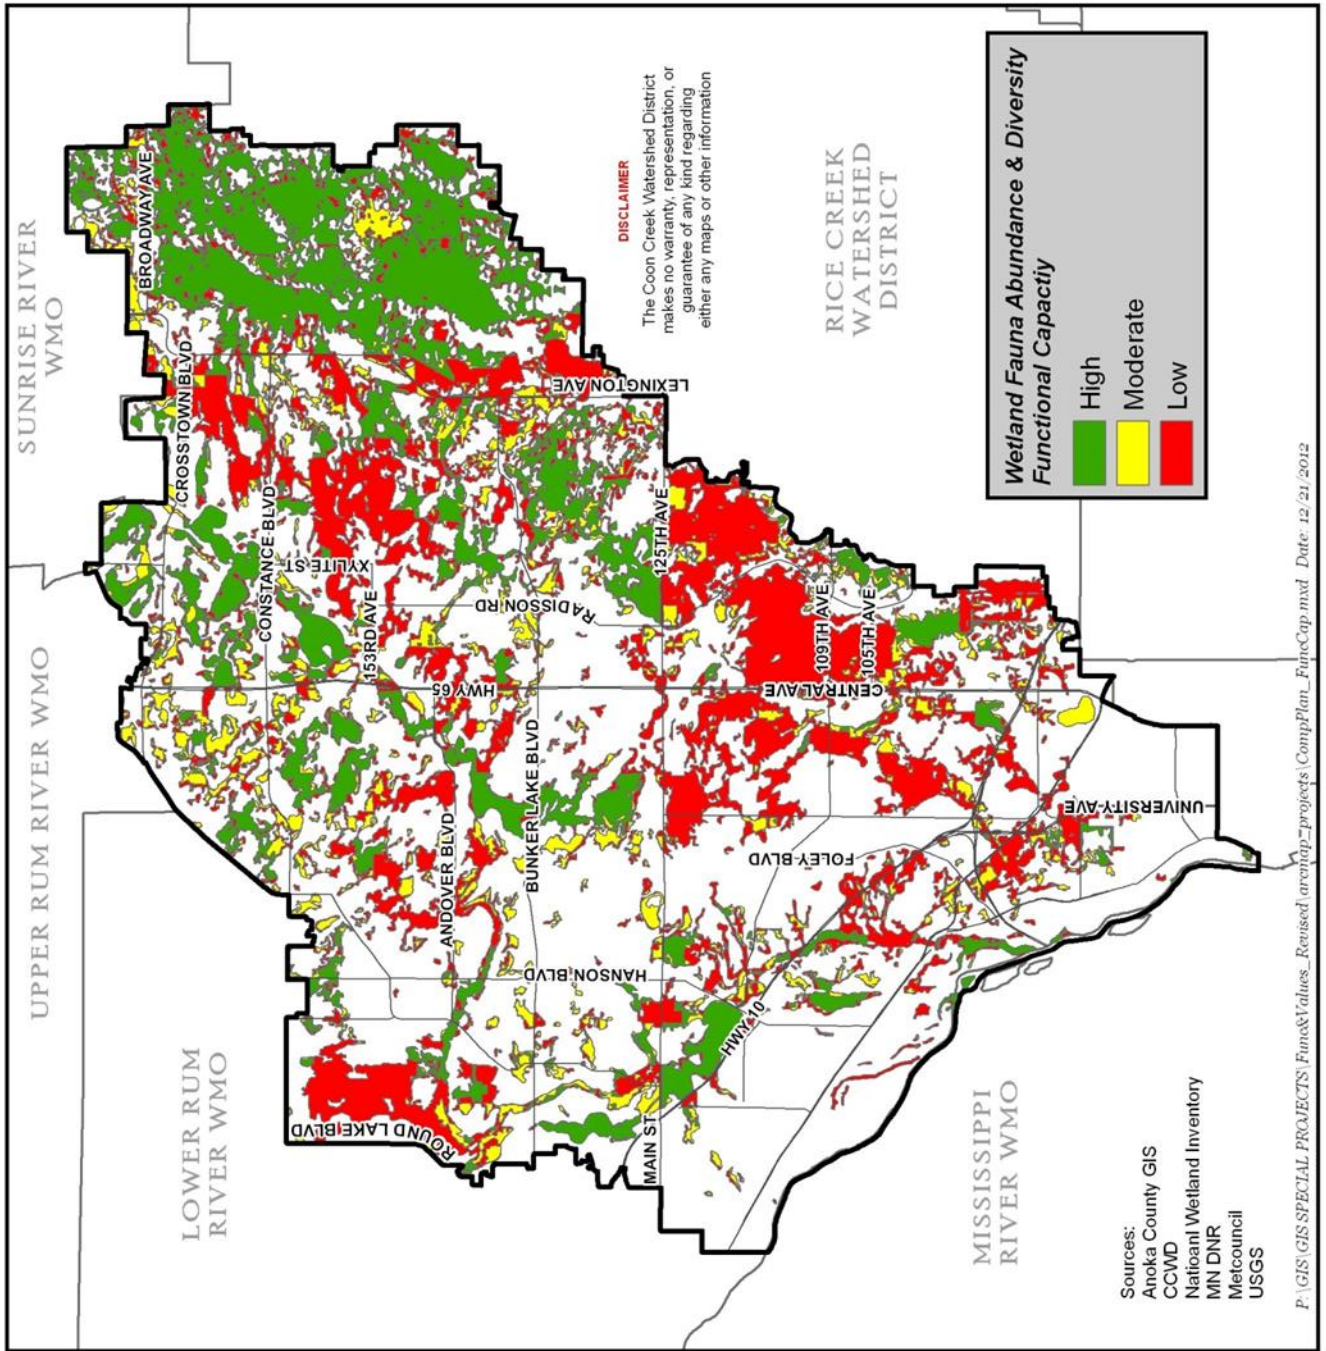 SUNRISE RIVER
WMO
UPPER RUM RIVER WMO
LOWER RUM
RIVER WMO
RICE CREEK
WATERSHED
DISTRICT
MISSISSIPPI
RIVER WMO
BROADWAY AVE
CROSSTOWN BLVD
LEXINGTON AVE
CONSTANCE BLVD
XYLITE ST
153RD AVE
RADISSON RD
125TH AVE
HWY 65
109TH AVE
105TH AVE
CENTRAL AVE
ANDOVER BLVD
BUNKER LAKE BLVD
FOLEY BLVD
UNIVERSITY AVE
HANSON BLVD
HWY 10
ROUND LAKE BLVD
MAIN ST
DISCLAIMER
The Coon Creek Watershed District
makes no warranty, representation, or
guarantee of any kind regarding
either any maps or other information
Wetland Fauna Abundance & Diversity
Functional Capactiy
High
Moderate
Low
Sources:
Anoka County GIS
CCWD
Natioanl Wetland Inventory
MN DNR
Metcouncil
USGS
P:\GIS\GIS SPECIAL PROJECTS\Func&Values_Revised\arcmap_projects\CompPlan_FuncCap.mxd Date: 12/21/2012